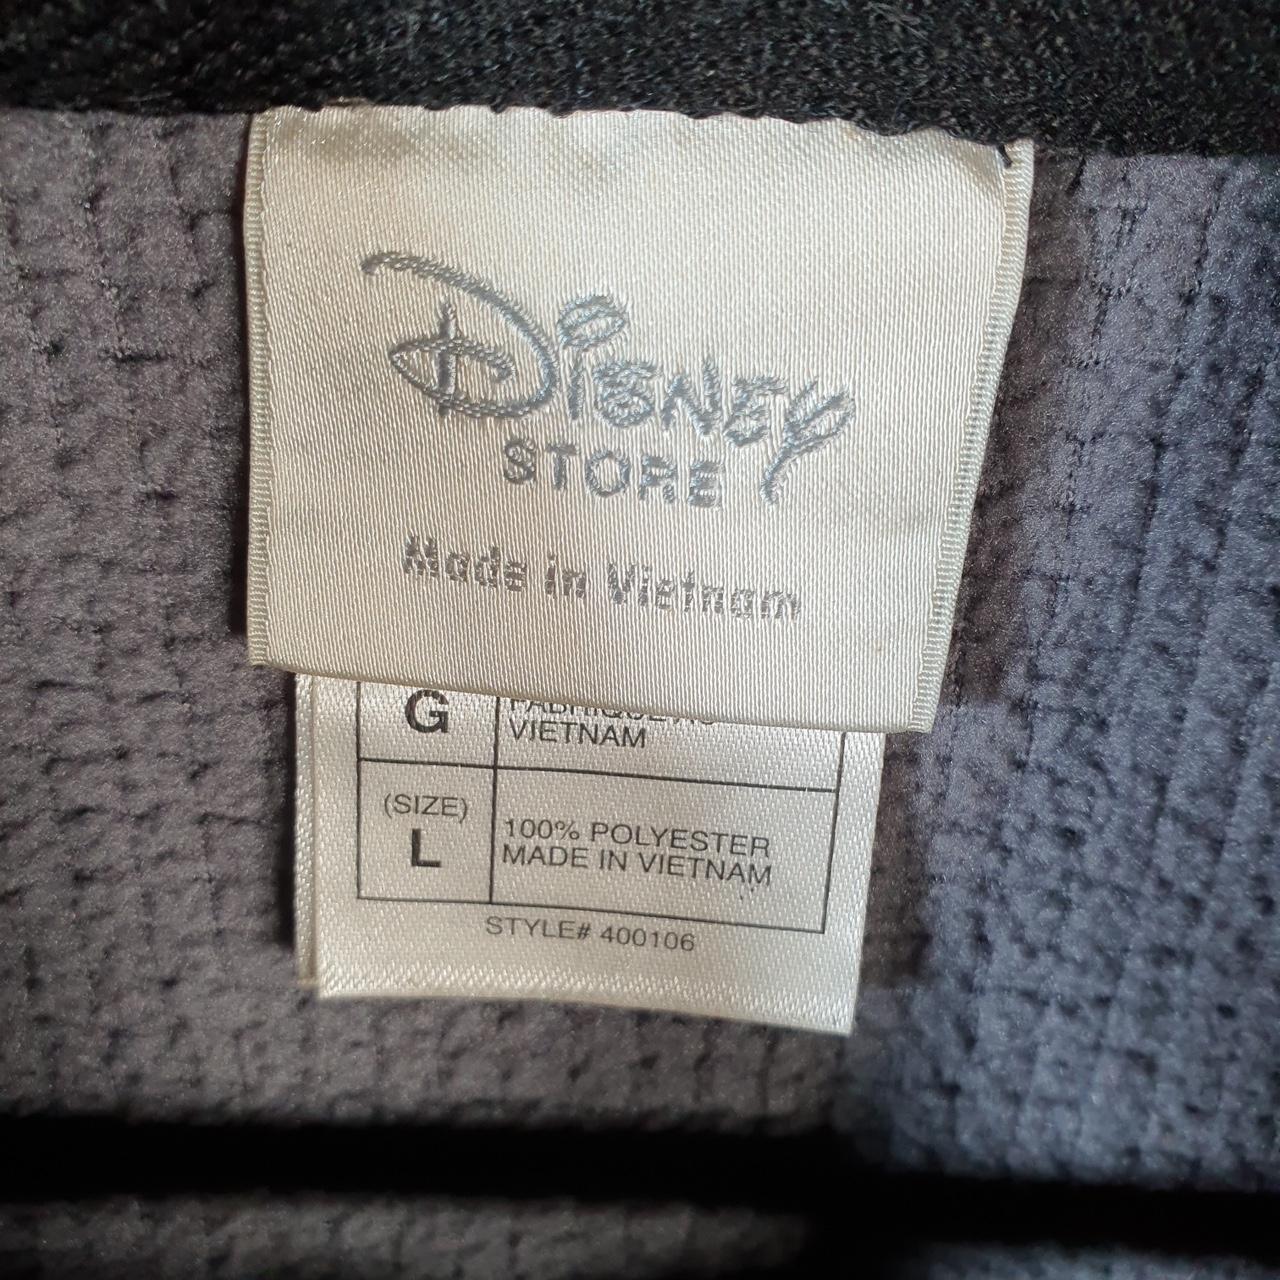 Disney
STORE
Made in Vietnam
G
VIETNAM
(SIZE)
L
100% POLYESTER
MADE IN VIETNAM
STYLE# 400106